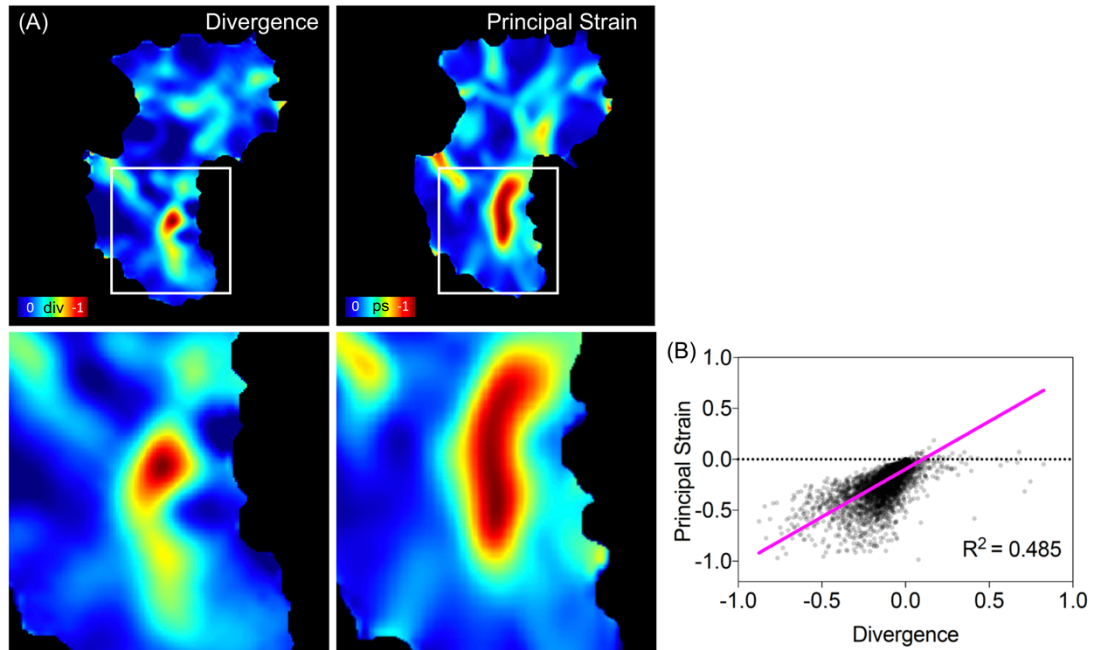 (A)
Divergence
Principal Strain
0 div -1
0 ps -1
(B)
1.0
0.5
0.0
-0.5
-1.0
Principal Strain
R² = 0.485
-1.0 -0.5 0.0 0.5 1.0
Divergence